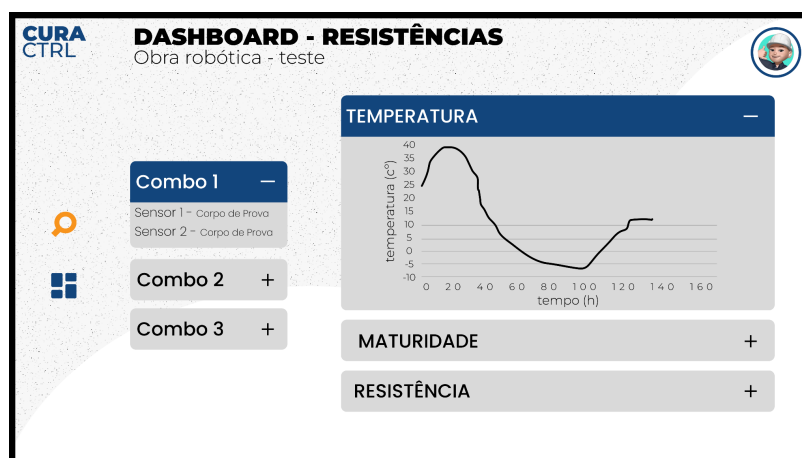 CURA
CTRL
DASHBOARD - RESISTÊNCIAS
Obra robótica - teste
Combo 1 −
Sensor 1 - Corpo de Prova
Sensor 2 - Corpo de Prova
Combo 2 +
Combo 3 +
TEMPERATURA −
temperatura (c°)
40
35
30
25
20
15
10
5
0
-5
-10
0 20 40 60 80 100 120 140 160
tempo (h)
MATURIDADE +
RESISTÊNCIA +